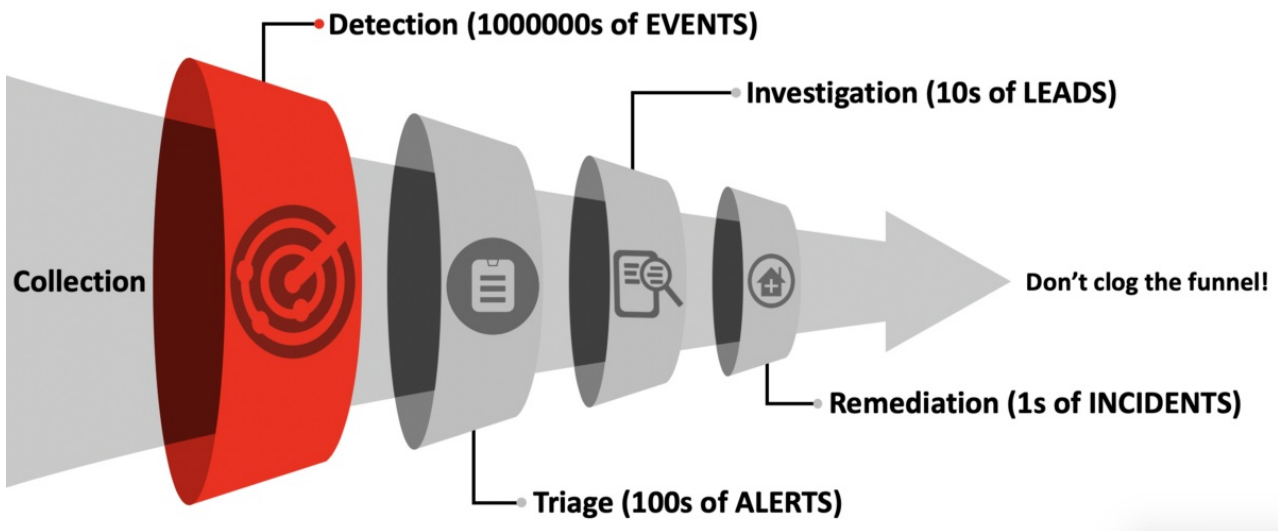 Detection (1000000s of EVENTS)
Investigation (10s of LEADS)
Collection
Don’t clog the funnel!
Remediation (1s of INCIDENTS)
Triage (100s of ALERTS)